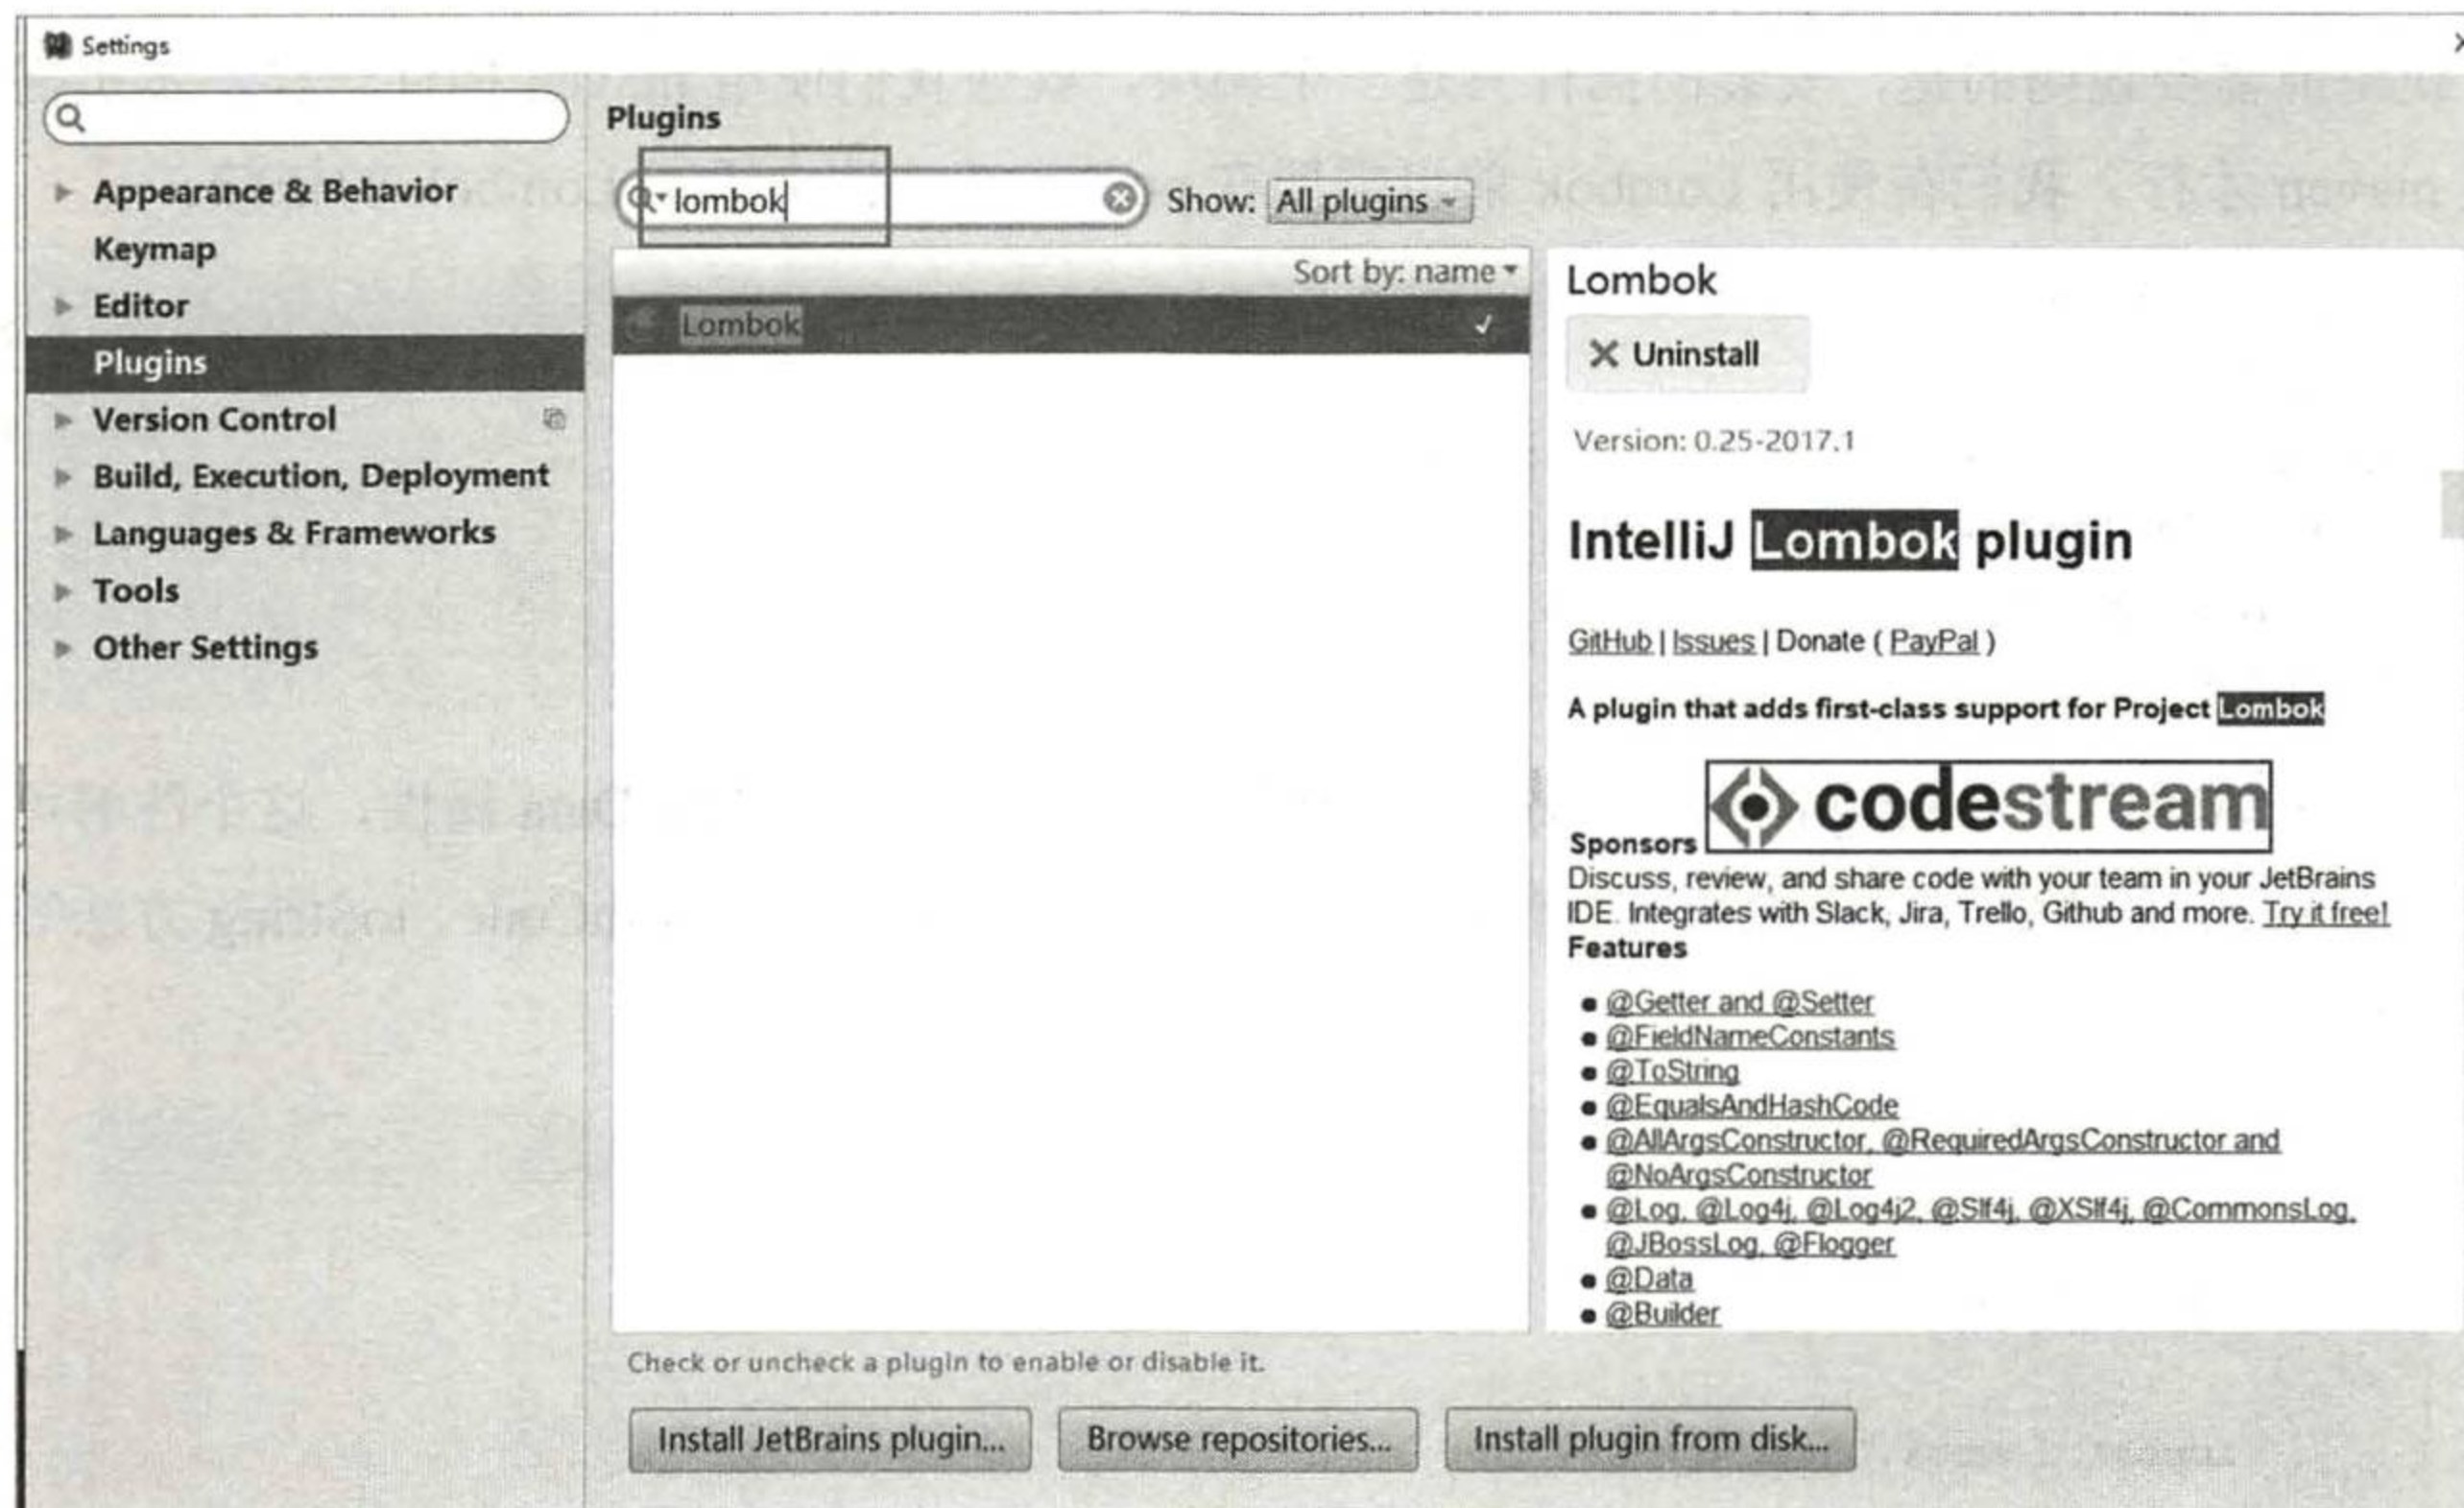 Settings
Plugins
lombok
Show: All plugins
Appearance & Behavior
Keymap
Editor
Plugins
Version Control
Build, Execution, Deployment
Languages & Frameworks
Tools
Other Settings
Sort by: name
Lombok
Lombok
Uninstall
Version: 0.25-2017.1
IntelliJ Lombok plugin
GitHub | Issues | Donate ( PayPal )
A plugin that adds first-class support for Project Lombok
codestream
Sponsors
Discuss, review, and share code with your team in your JetBrains
IDE. Integrates with Slack, Jira, Trello, Github and more. Try it free!
Features
@Getter and @Setter
@FieldNameConstants
@ToString
@EqualsAndHashCode
@AllArgsConstructor, @RequiredArgsConstructor and
@NoArgsConstructor
@Log, @Log4j, @Log4j2, @Slf4j, @XSlf4j, @CommonsLog,
@JBossLog, @Flogger
@Data
@Builder
Check or uncheck a plugin to enable or disable it.
Install JetBrains plugin...
Browse repositories...
Install plugin from disk...